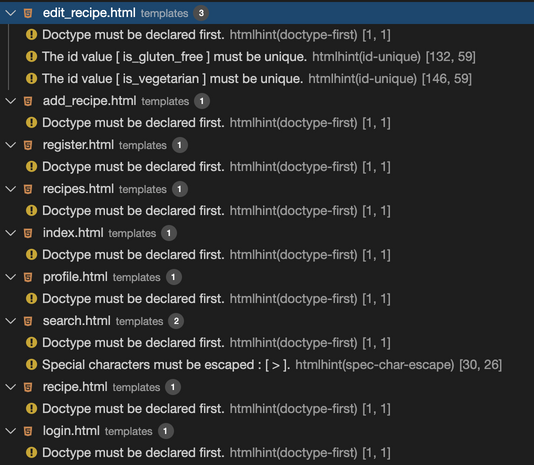 edit_recipe.html templates 3
Doctype must be declared first. htmlhint(doctype-first) [1, 1]
The id value [ is_gluten_free ] must be unique. htmlhint(id-unique) [132, 59]
The id value [ is_vegetarian ] must be unique. htmlhint(id-unique) [146, 59]
add_recipe.html templates 1
Doctype must be declared first. htmlhint(doctype-first) [1, 1]
register.html templates 1
Doctype must be declared first. htmlhint(doctype-first) [1, 1]
recipes.html templates 1
Doctype must be declared first. htmlhint(doctype-first) [1, 1]
index.html templates 1
Doctype must be declared first. htmlhint(doctype-first) [1, 1]
profile.html templates 1
Doctype must be declared first. htmlhint(doctype-first) [1, 1]
search.html templates 2
Doctype must be declared first. htmlhint(doctype-first) [1, 1]
Special characters must be escaped : [ > ]. htmlhint(spec-char-escape) [30, 26]
recipe.html templates 1
Doctype must be declared first. htmlhint(doctype-first) [1, 1]
login.html templates 1
Doctype must be declared first. htmlhint(doctype-first) [1, 1]